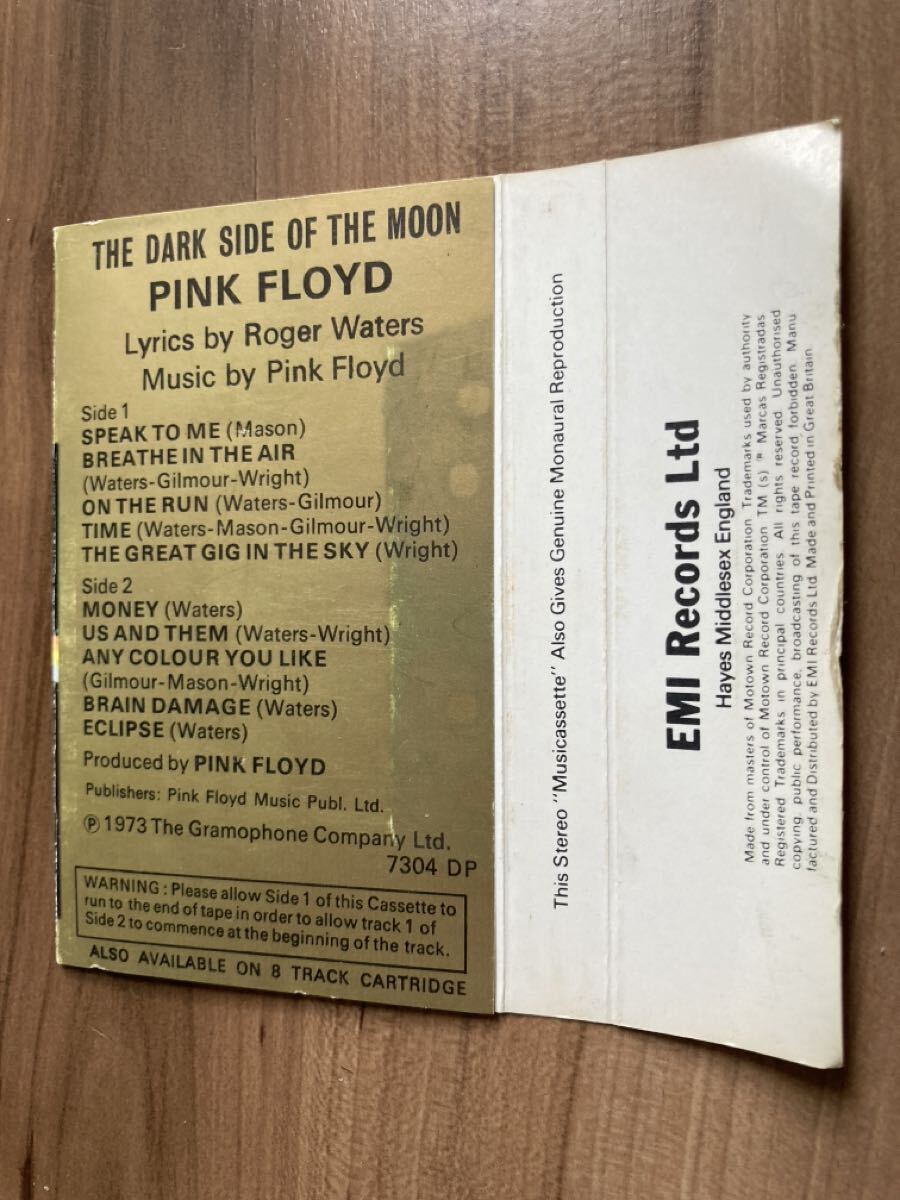 THE DARK SIDE OF THE MOON
PINK FLOYD
Lyrics by Roger Waters
Music by Pink Floyd
Side 1
SPEAK TO ME (Mason)
BREATHE IN THE AIR
(Waters-Gilmour-Wright)
ON THE RUN (Waters-Gilmour)
TIME (Waters-Mason-Gilmour-Wright)
THE GREAT GIG IN THE SKY (Wright)
Side 2
MONEY (Waters)
US AND THEM (Waters-Wright)
ANY COLOUR YOU LIKE
(Gilmour-Mason-Wright)
BRAIN DAMAGE (Waters)
ECLIPSE (Waters)
Produced by PINK FLOYD
Publishers: Pink Floyd Music Publ. Ltd.
℗ 1973 The Gramophone Company Ltd.
7304 DP
WARNING: Please allow Side 1 of this Cassette to
run to the end of tape in order to allow track 1 of
Side 2 to commence at the beginning of the track.
ALSO AVAILABLE ON 8 TRACK CARTRIDGE
This Stereo "Musicassette" Also Gives Genuine Monaural Reproduction
EMI Records Ltd
Hayes Middlesex England
Made from masters of Motown Record Corporation Trademarks used by authority
and under control of Motown Record Corporation TM (s) ® Marcas Registradas
Registered Trademarks in principal countries. All rights reserved Unauthorised
copying, public performance, broadcasting of this tape record forbidden. Manu
factured and Distributed by EMI Records Ltd. Made and Printed in Great Britain